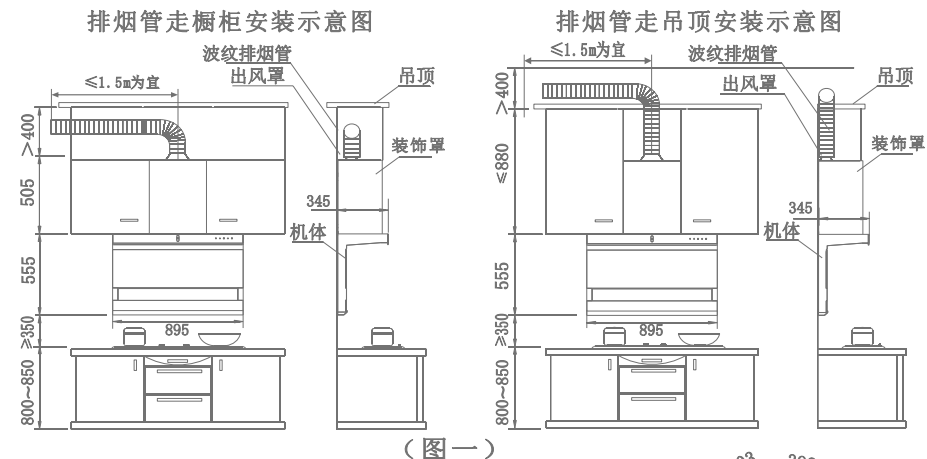 排烟管走橱柜安装示意图
波纹排烟管
出风罩
吊顶
≤1.5m为宜
>400
装饰罩
505
345
机体
555
≥350
895
800~850
排烟管走吊顶安装示意图
≤1.5m为宜
波纹排烟管
出风罩
吊顶
>400
装饰罩
≤880
345
机体
555
≥350
895
800~850
(图一)